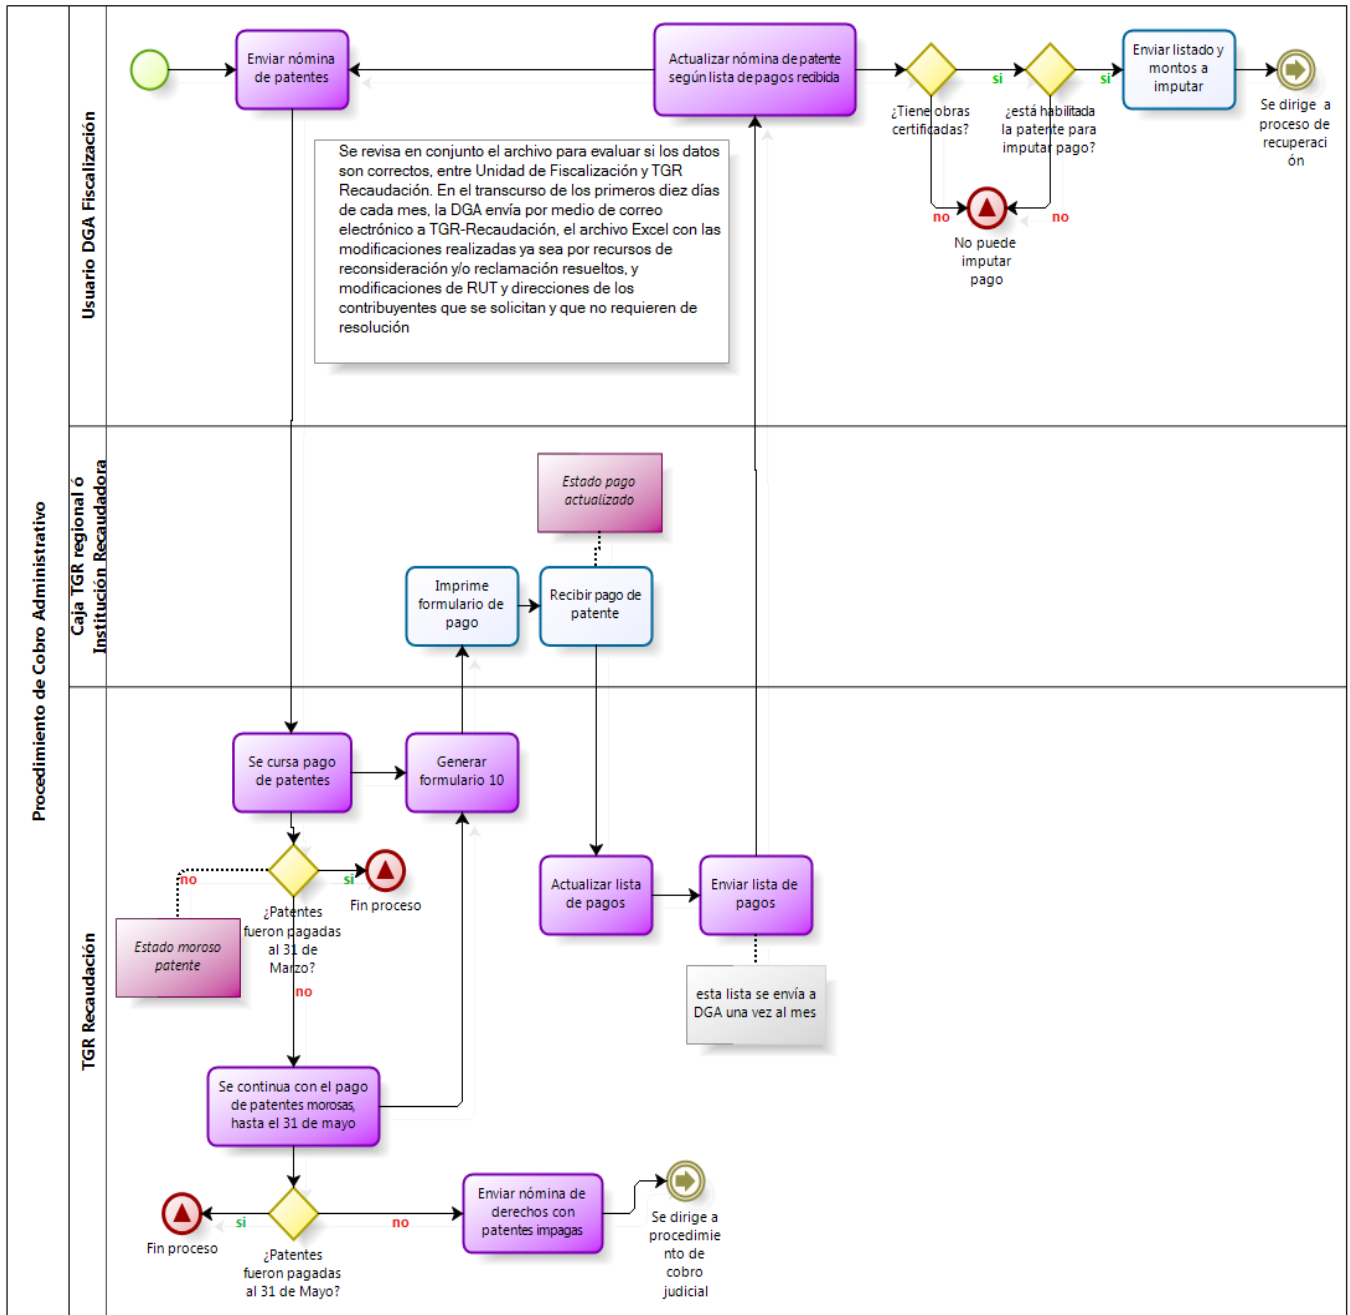 Procedimiento de Cobro Administrativo
Usuario DGA Fiscalización
Enviar nómina
de patentes
Actualizar nómina de patente
según lista de pagos recibida
¿Tiene obras
certificadas?
si
¿está habilitada
la patente para
imputar pago?
si
Enviar listado y
montos a
imputar
Se dirige a
proceso de
recuperaci
ón
no
no
No puede
imputar
pago
Se revisa en conjunto el archivo para evaluar si los datos
son correctos, entre Unidad de Fiscalización y TGR
Recaudación. En el transcurso de los primeros diez días
de cada mes, la DGA envía por medio de correo
electrónico a TGR-Recaudación, el archivo Excel con las
modificaciones realizadas ya sea por recursos de
reconsideración y/o reclamación resueltos, y
modificaciones de RUT y direcciones de los
contribuyentes que se solicitan y que no requieren de
resolución
Caja TGR regional ó
Institución Recaudadora
Estado pago
actualizado
Imprime
formulario de
pago
Recibir pago de
patente
TGR Recaudación
Se cursa pago
de patentes
Generar
formulario 10
no
si
Fin proceso
¿Patentes
fueron pagadas
al 31 de
Marzo?
Estado moroso
patente
no
Actualizar lista
de pagos
Enviar lista de
pagos
esta lista se envía a
DGA una vez al mes
Se continua con el pago
de patentes morosas,
hasta el 31 de mayo
si
Fin proceso
¿Patentes
fueron pagadas
al 31 de Mayo?
no
Enviar nómina de
derechos con
patentes impagas
Se dirige a
procedimie
nto de
cobro
judicial